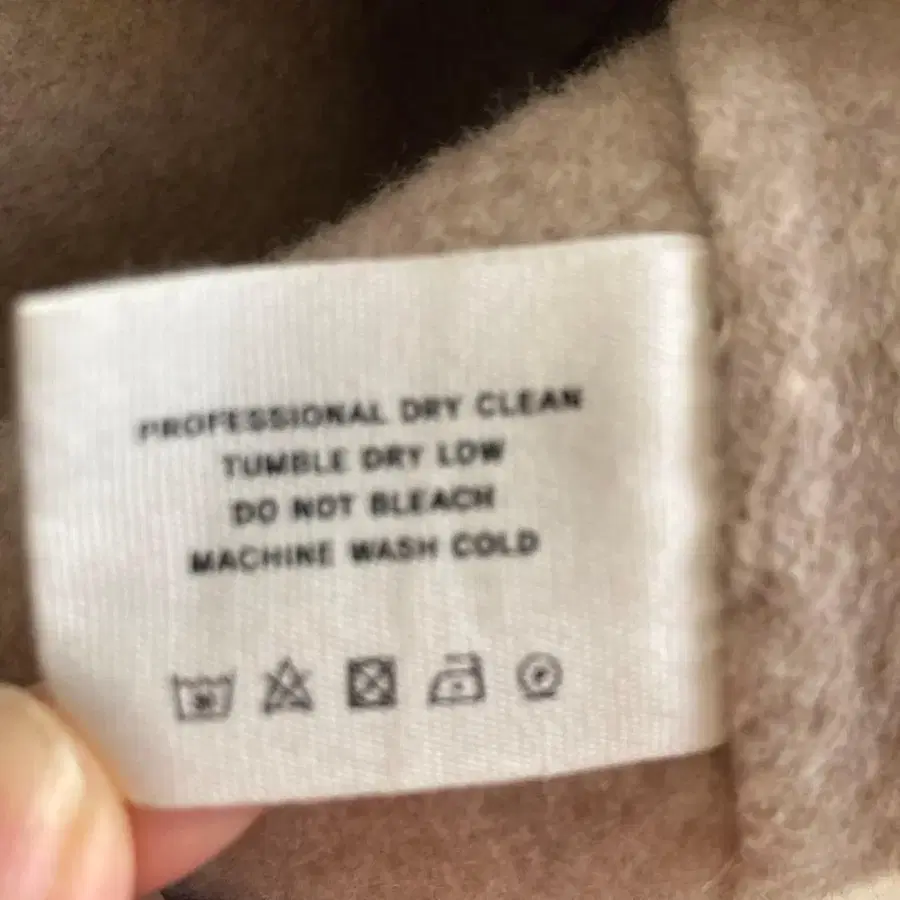 PROFESSIONAL DRY CLEAN
TUMBLE DRY LOW
DO NOT BLEACH
MACHINE WASH COLD